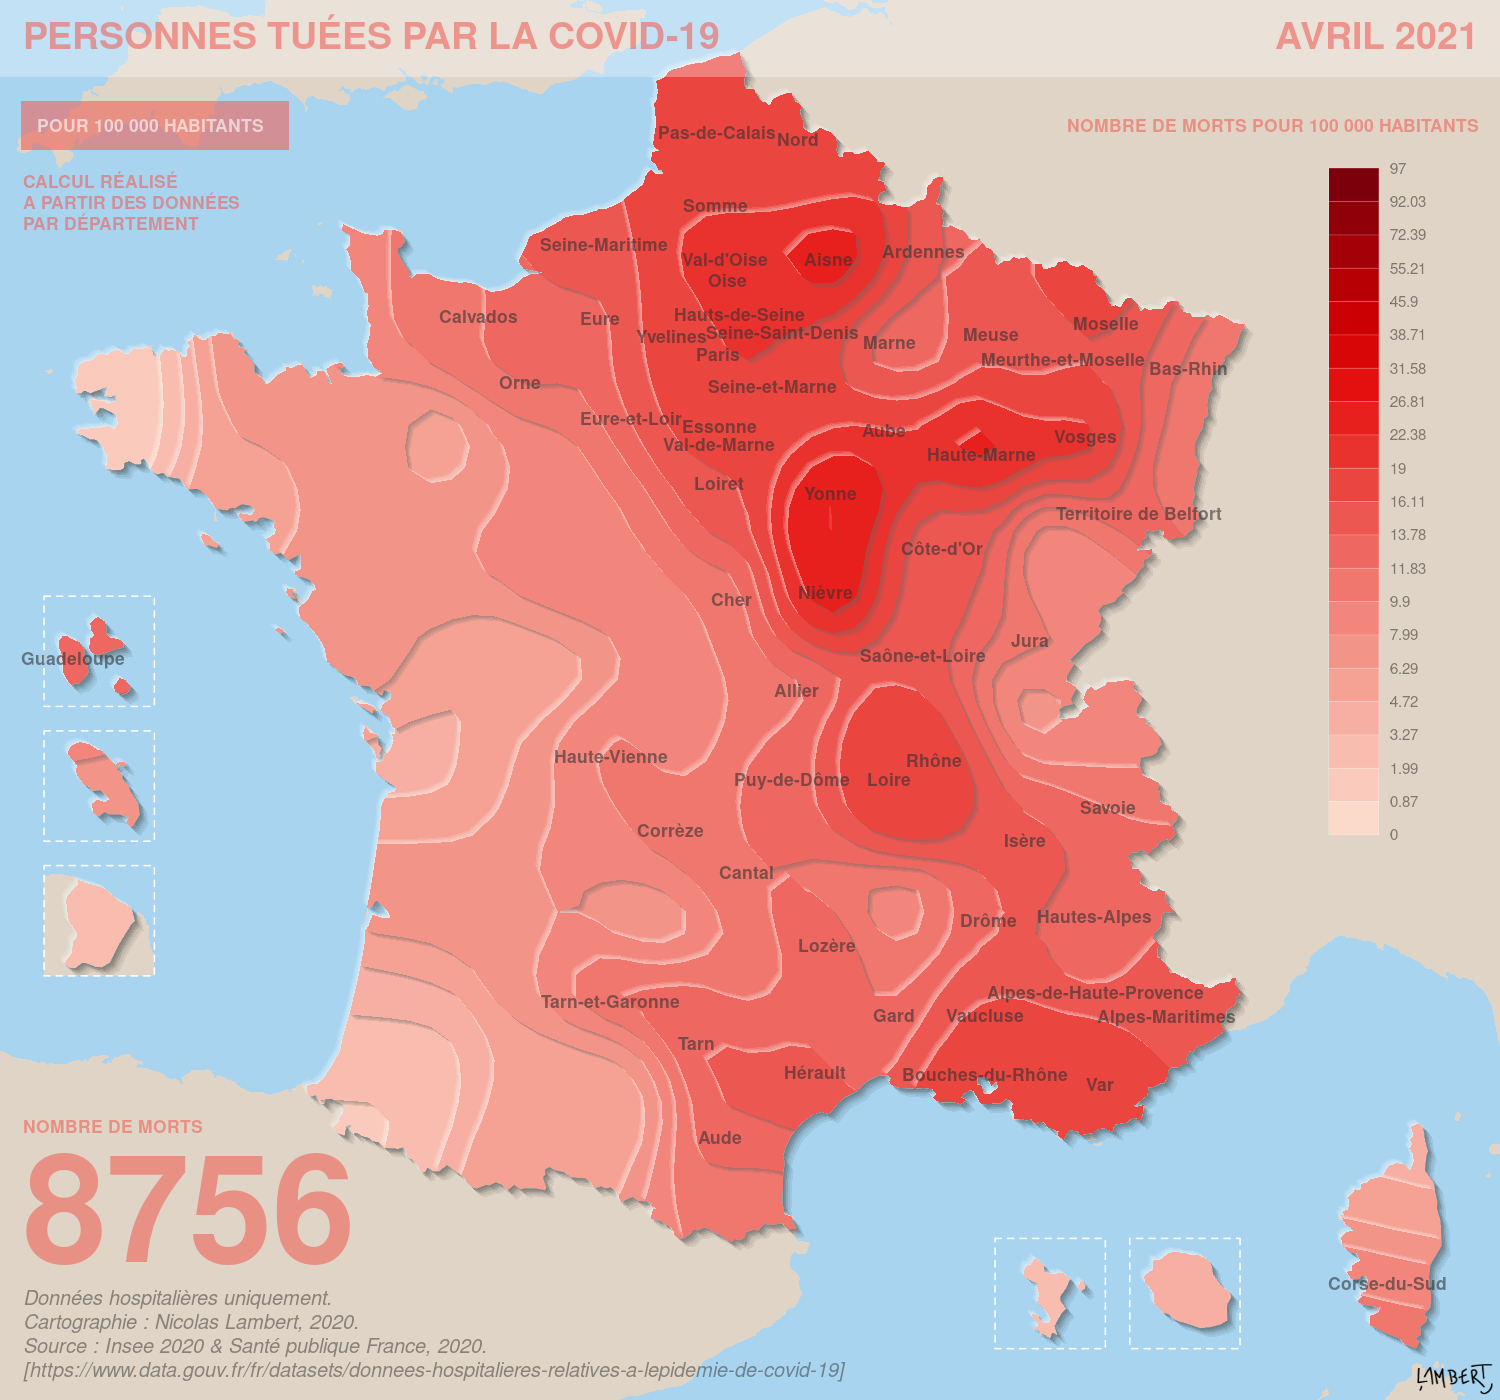 PERSONNES TUÉES PAR LA COVID-19
AVRIL 2021
POUR 100 000 HABITANTS
NOMBRE DE MORTS POUR 100 000 HABITANTS
CALCUL RÉALISÉ
A PARTIR DES DONNÉES
PAR DÉPARTEMENT
97
92.03
72.39
55.21
45.9
38.71
31.58
26.81
22.38
19
16.11
13.78
11.83
9.9
7.99
6.29
4.72
3.27
1.99
0.87
0
Pas-de-Calais
Nord
Somme
Seine-Maritime
Ardennes
Val-d'Oise
Aisne
Oise
Hauts-de-Seine
Calvados
Eure
Moselle
Yvelines
Seine-Saint-Denis
Meuse
Marne
Paris
Meurthe-et-Moselle
Bas-Rhin
Orne
Seine-et-Marne
Eure-et-Loir
Essonne
Aube
Vosges
Val-de-Marne
Haute-Marne
Loiret
Yonne
Territoire de Belfort
Côte-d'Or
Nièvre
Cher
Jura
Saône-et-Loire
Guadeloupe
Allier
Haute-Vienne
Rhône
Puy-de-Dôme
Loire
Savoie
Corrèze
Isère
Cantal
Hautes-Alpes
Drôme
Lozère
Alpes-de-Haute-Provence
Tarn-et-Garonne
Gard
Vaucluse
Alpes-Maritimes
Tarn
Hérault
Bouches-du-Rhône
Var
Aude
Corse-du-Sud
NOMBRE DE MORTS
8756
Données hospitalières uniquement.
Cartographie : Nicolas Lambert, 2020.
Source : Insee 2020 & Santé publique France, 2020.
[https://www.data.gouv.fr/fr/datasets/donnees-hospitalieres-relatives-a-lepidemie-de-covid-19]
LAMBERT